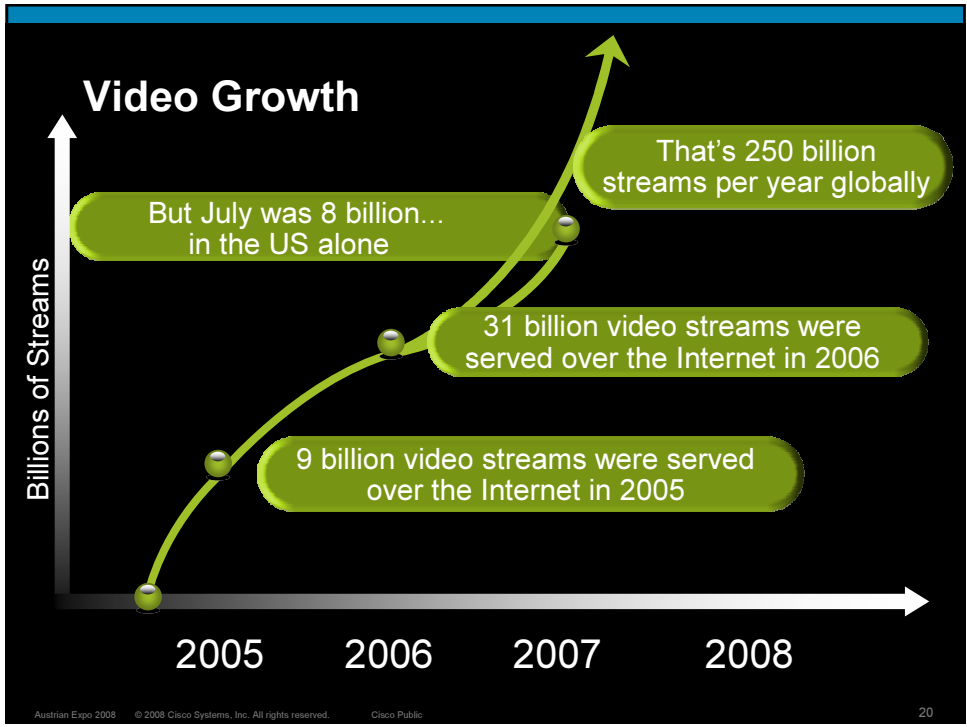 Video Growth
That's 250 billion
streams per year globally
But July was 8 billion...
in the US alone
31 billion video streams were
served over the Internet in 2006
9 billion video streams were served
over the Internet in 2005
Billions of Streams
2005 2006 2007 2008
Austrian Expo 2008 © 2008 Cisco Systems, Inc. All rights reserved. Cisco Public 20